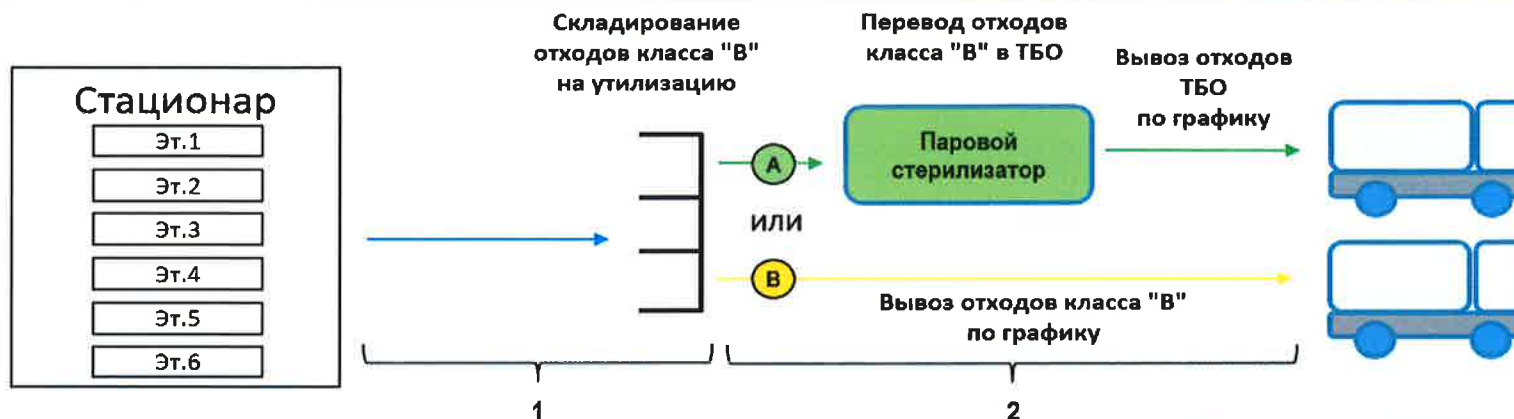 Складирование
отходов класса "В"
на утилизацию
Перевод отходов
класса "В" в ТБО
Вывоз отходов
ТБО
по графику
Стационар
Эт.1
Эт.2
Эт.3
Эт.4
Эт.5
Эт.6
А
Паровой
стерилизатор
или
В
Вывоз отходов класса "В"
по графику
1
2